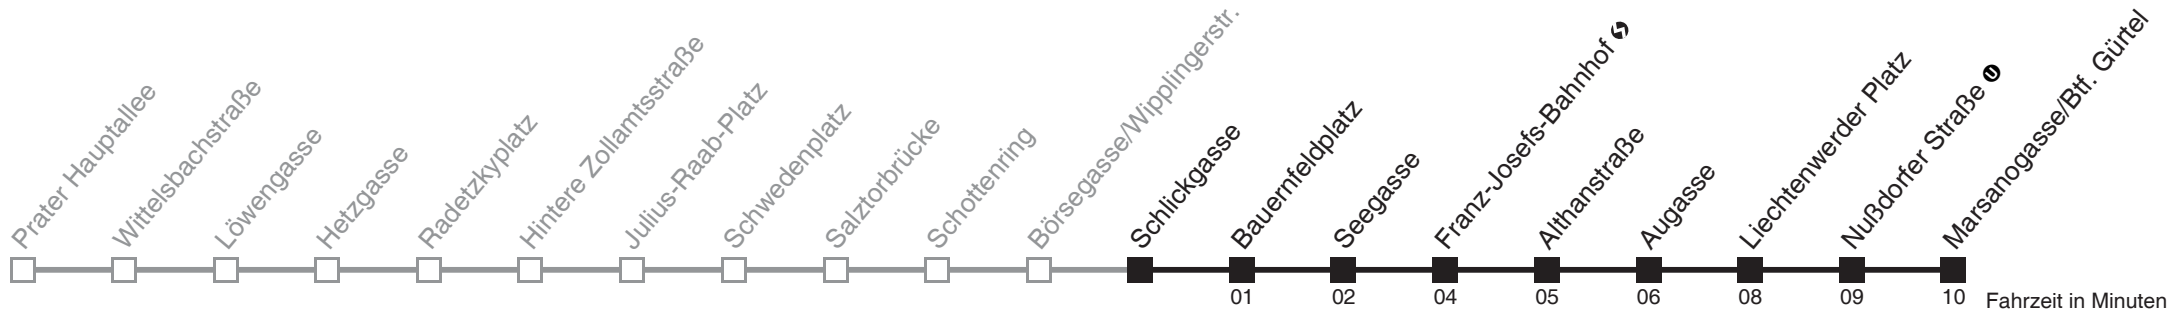 Prater Hauptallee
Wittelsbachstraße
Löwengasse
Hetzgasse
Radetzkyplatz
Hintere Zollamtsstraße
Julius-Raab-Platz
Schwedenplatz
Salztorbrücke
Schottenring
Börsegasse/Wipplingerstr.
Schlickgasse
Bauernfeldplatz
Seegasse
Franz-Josefs-Bahnhof
Althanstraße
Augasse
Liechtenwerder Platz
Nußdorfer Straße U
Marsanogasse/Btf. Gürtel
01 02 04 05 06 08 09 10 Fahrzeit in Minuten